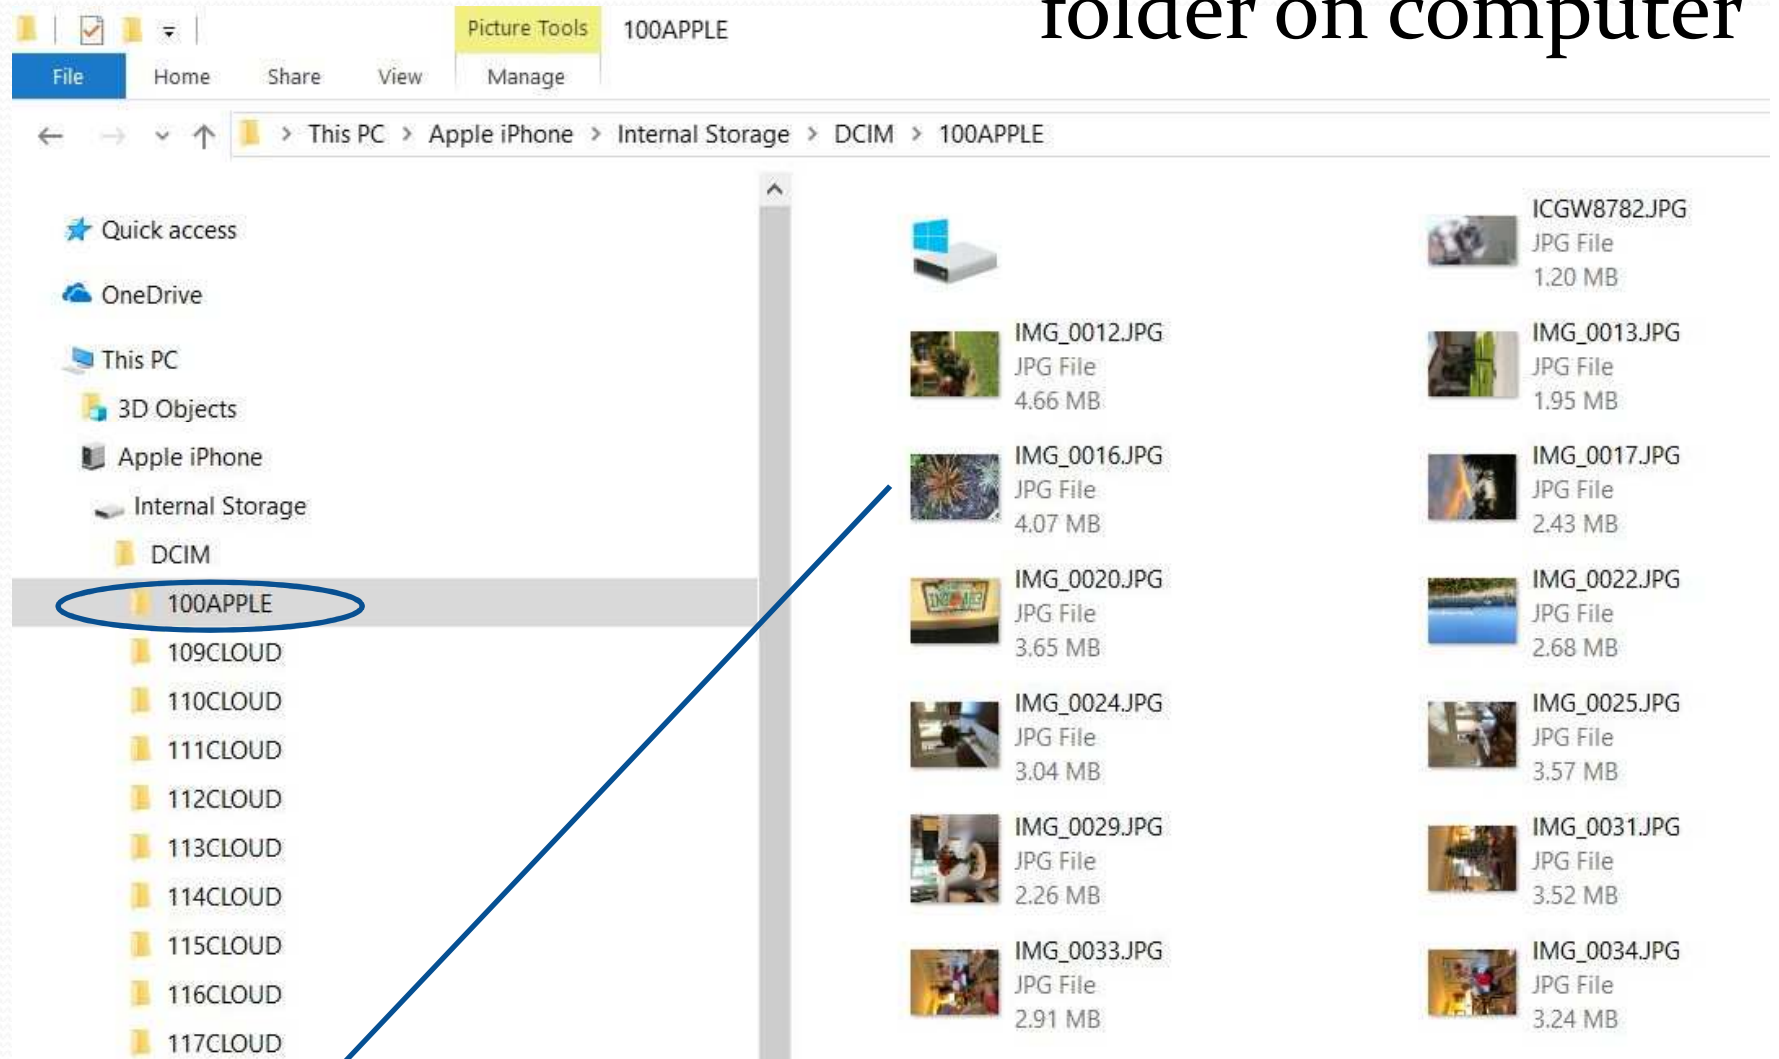 folder on computer
Picture Tools 100APPLE
File Home Share View Manage
This PC > Apple iPhone > Internal Storage > DCIM > 100APPLE
Quick access
OneDrive
This PC
3D Objects
Apple iPhone
Internal Storage
DCIM
100APPLE
109CLOUD
110CLOUD
111CLOUD
112CLOUD
113CLOUD
114CLOUD
115CLOUD
116CLOUD
117CLOUD
ICGW8782.JPG
JPG File
1.20 MB
IMG_0012.JPG
JPG File
4.66 MB
IMG_0013.JPG
JPG File
1.95 MB
IMG_0016.JPG
JPG File
4.07 MB
IMG_0017.JPG
JPG File
2.43 MB
IMG_0020.JPG
JPG File
3.65 MB
IMG_0022.JPG
JPG File
2.68 MB
IMG_0024.JPG
JPG File
3.04 MB
IMG_0025.JPG
JPG File
3.57 MB
IMG_0029.JPG
JPG File
2.26 MB
IMG_0031.JPG
JPG File
3.52 MB
IMG_0033.JPG
JPG File
2.91 MB
IMG_0034.JPG
JPG File
3.24 MB